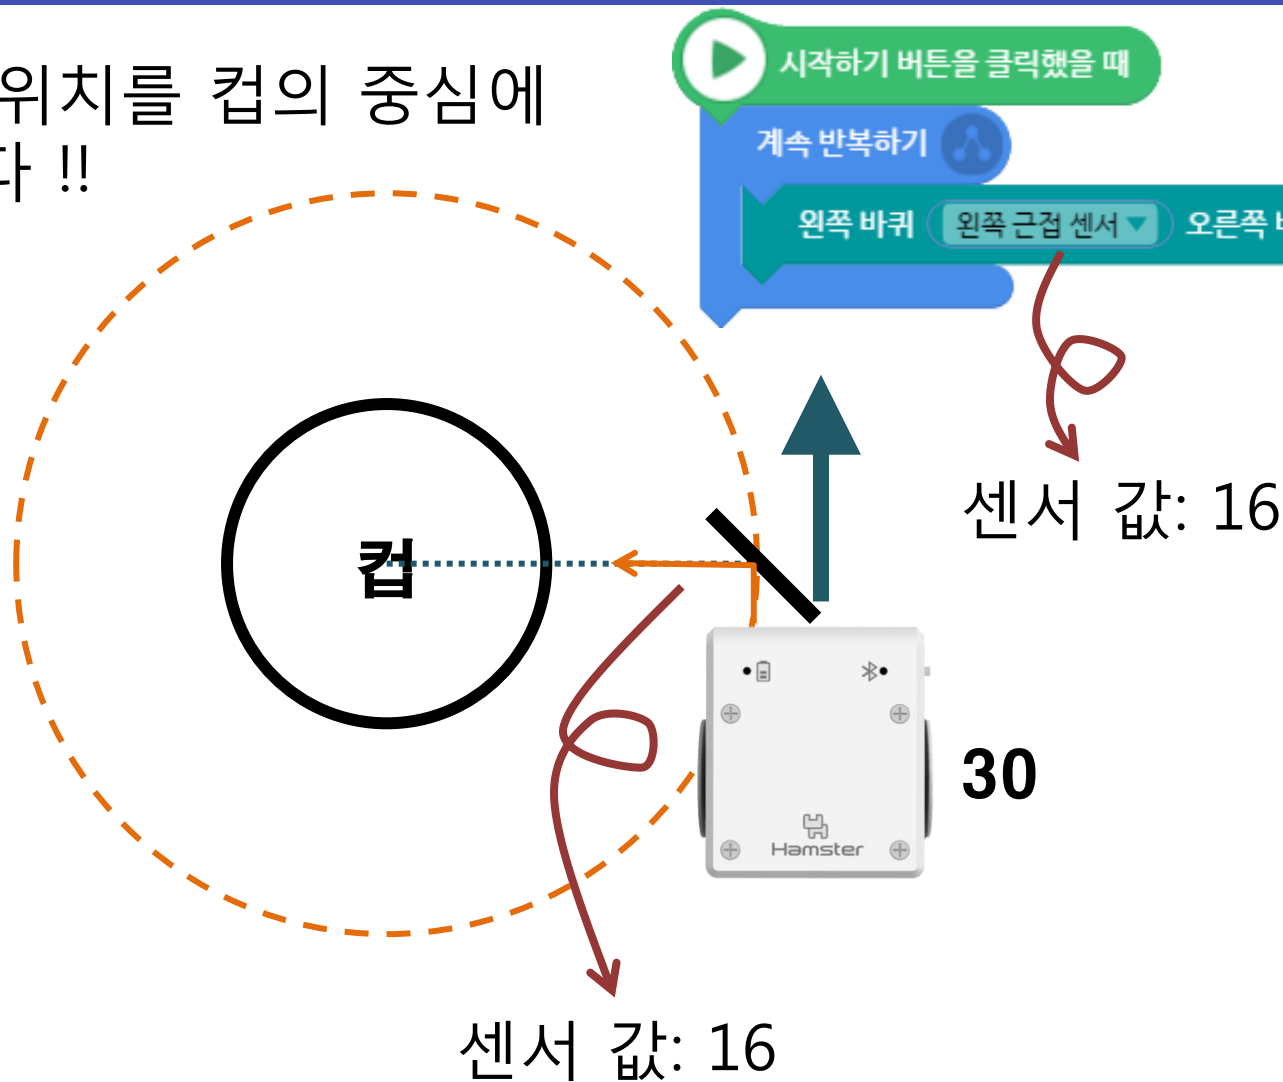 위치를 컵의 중심에
다 !!
시작하기 버튼을 클릭했을 때
계속 반복하기
왼쪽 바퀴 왼쪽 근접 센서 오른쪽
센서 값: 16
컵
30
Hamster
센서 값: 16